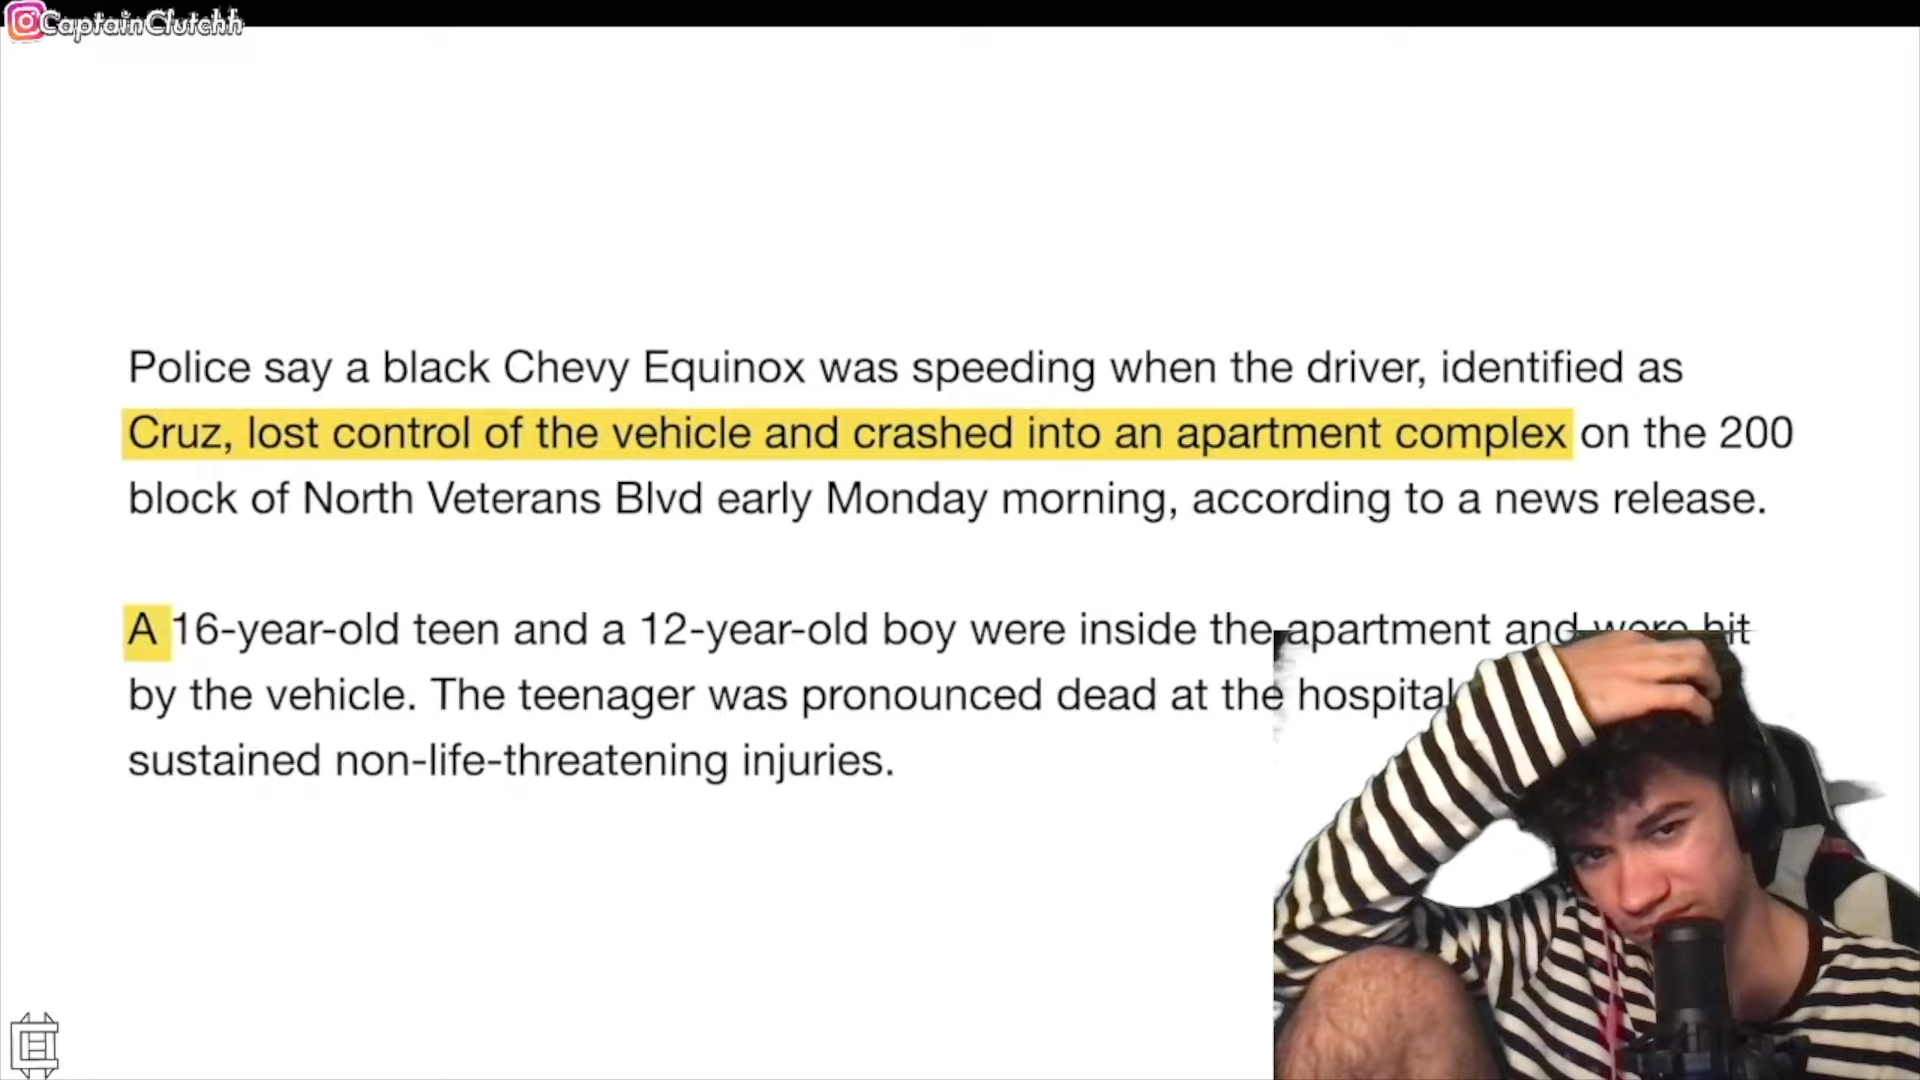 CaptainClutchh
Police say a black Chevy Equinox was speeding when the driver, identified as
Cruz, lost control of the vehicle and crashed into an apartment complex on the 200
block of North Veterans Blvd early Monday morning, according to a news release.
A 16-year-old teen and a 12-year-old boy were inside the apartment and were hit
by the vehicle. The teenager was pronounced dead at the hospital
sustained non-life-threatening injuries.